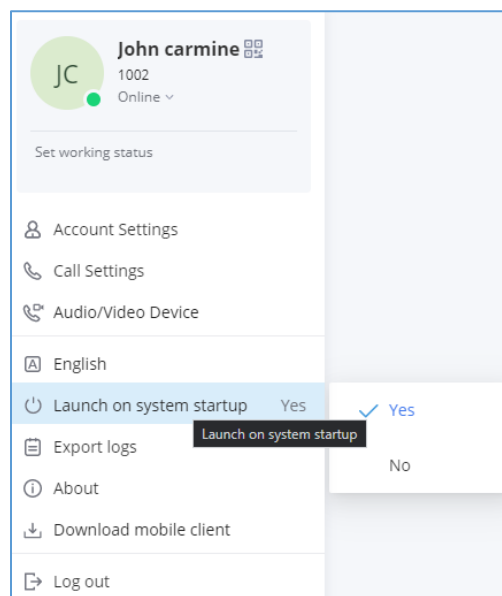 John carmine
JC
1002
Online
Set working status
Account Settings
Call Settings
Audio/Video Device
A English
Launch on system startup Yes
Launch on system startup
Yes
No
Export logs
About
Download mobile client
Log out